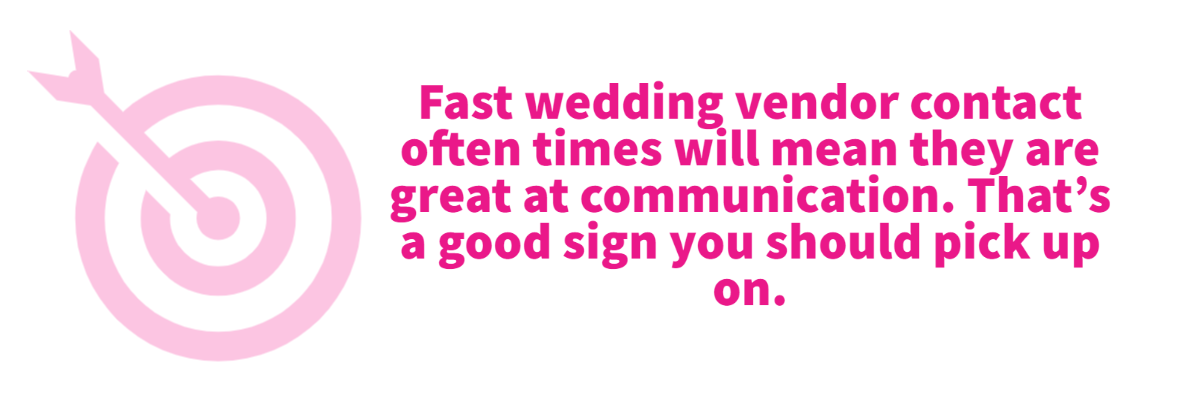 Fast wedding vendor contact
often times will mean they are
great at communication. That’s
a good sign you should pick up
on.